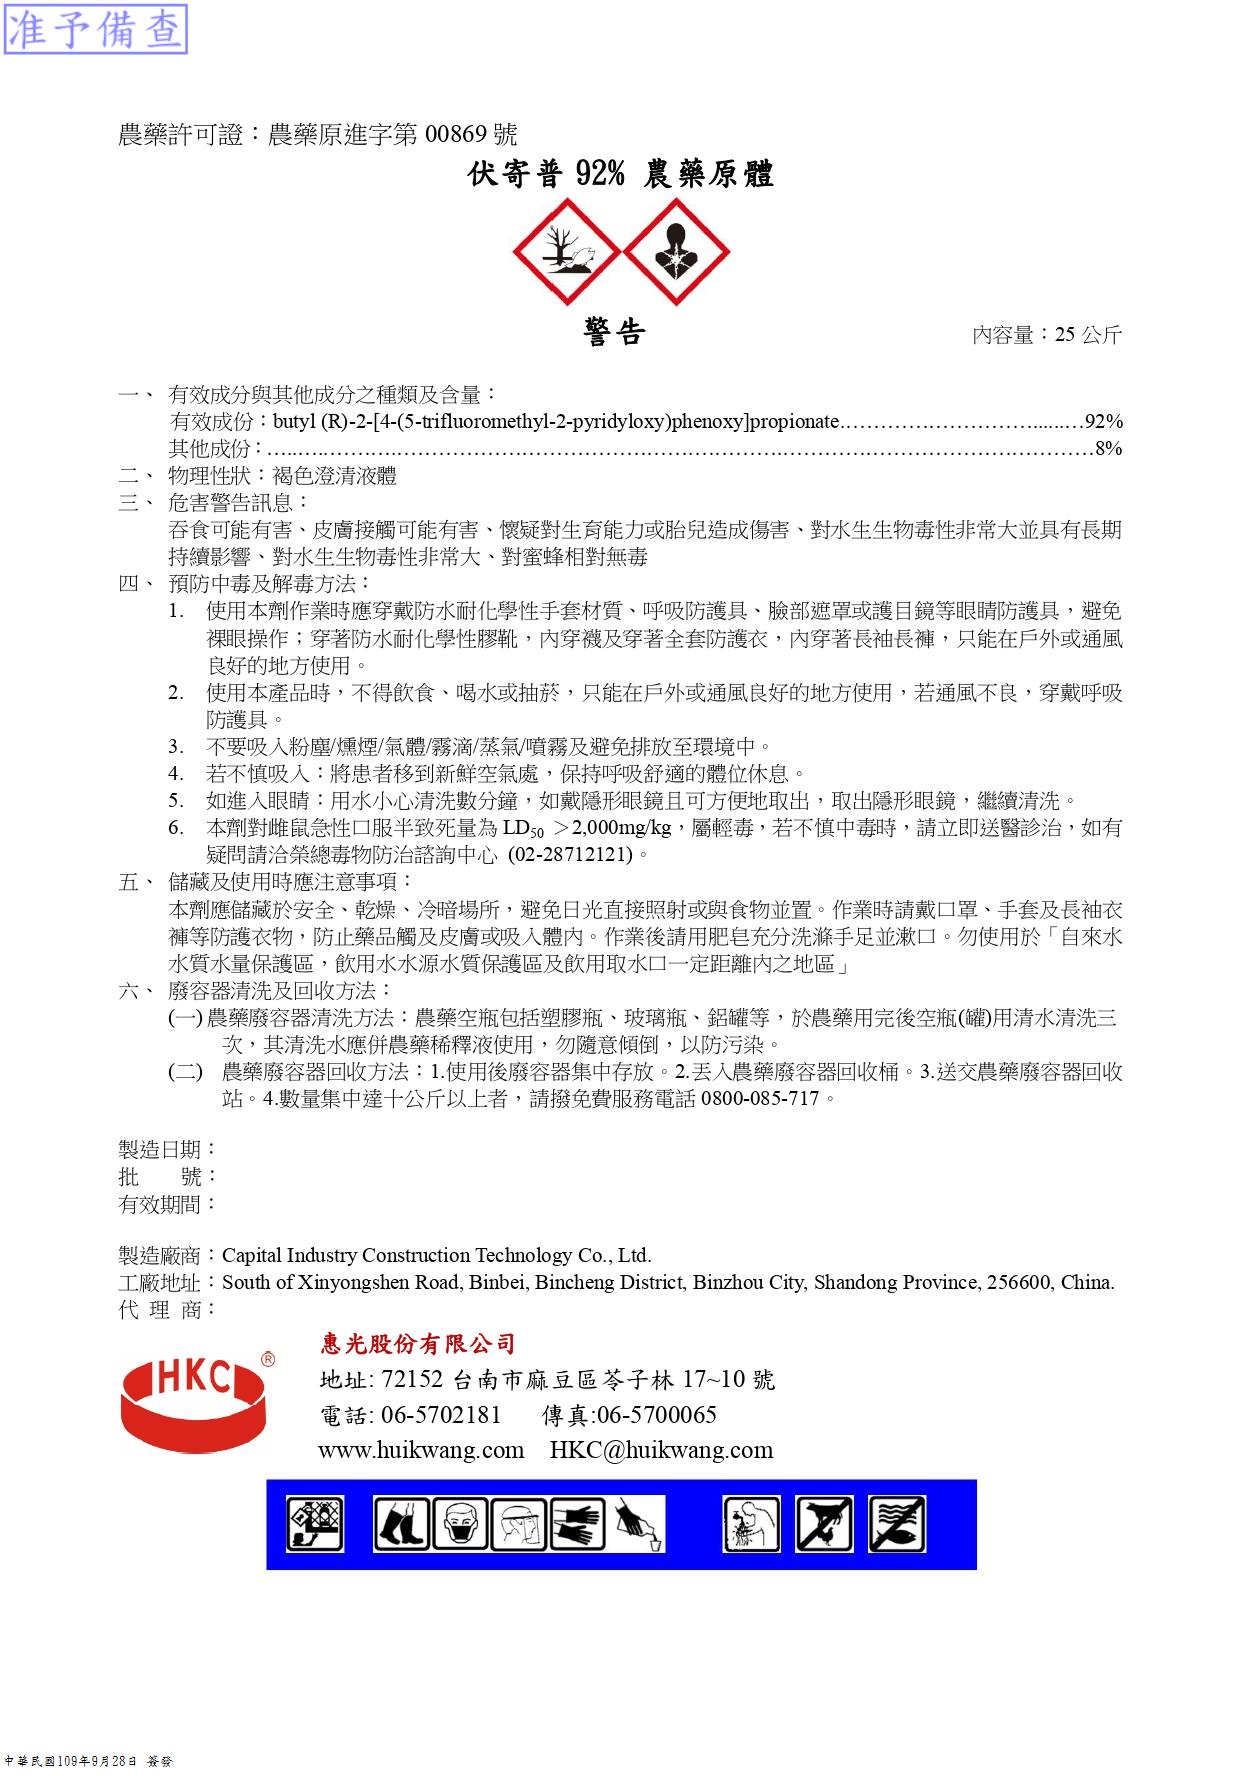 准予備查
農藥許可證：農藥原進字第 00869 號
伏寄普 92% 農藥原體
警告
內容量：25 公斤
一、 有效成分與其他成分之種類及含量：
有效成份：butyl (R)-2-[4-(5-trifluoromethyl-2-pyridyloxy)phenoxy]propionate.………………………......…92%
其他成份：…..…………………………………………………………………………………………………………8%
二、 物理性狀：褐色澄清液體
三、 危害警告訊息：
吞食可能有害、皮膚接觸可能有害、懷疑對生育能力或胎兒造成傷害、對水生生物毒性非常大並具有長期
持續影響、對水生生物毒性非常大、對蜜蜂相對無毒
四、 預防中毒及解毒方法：
1. 使用本劑作業時應穿戴防水耐化學性手套材質、呼吸防護具、臉部遮罩或護目鏡等眼睛防護具，避免
裸眼操作；穿著防水耐化學性膠靴，內穿襪及穿著全套防護衣，內穿著長袖長褲，只能在戶外或通風
良好的地方使用。
2. 使用本產品時，不得飲食、喝水或抽菸，只能在戶外或通風良好的地方使用，若通風不良，穿戴呼吸
防護具。
3. 不要吸入粉塵/燻煙/氣體/霧滴/蒸氣/噴霧及避免排放至環境中。
4. 若不慎吸入：將患者移到新鮮空氣處，保持呼吸舒適的體位休息。
5. 如進入眼睛：用水小心清洗數分鐘，如戴隱形眼鏡且可方便地取出，取出隱形眼鏡，繼續清洗。
6. 本劑對雌鼠急性口服半致死量為 LD50 ＞2,000mg/kg，屬輕毒，若不慎中毒時，請立即送醫診治，如有
疑問請洽榮總毒物防治諮詢中心 (02-28712121)。
五、 儲藏及使用時應注意事項：
本劑應儲藏於安全、乾燥、冷暗場所，避免日光直接照射或與食物並置。作業時請戴口罩、手套及長袖衣
褲等防護衣物，防止藥品觸及皮膚或吸入體內。作業後請用肥皂充分洗滌手足並漱口。勿使用於「自來水
水質水量保護區，飲用水水源水質保護區及飲用取水口一定距離內之地區」
六、 廢容器清洗及回收方法：
(一) 農藥廢容器清洗方法：農藥空瓶包括塑膠瓶、玻璃瓶、鋁罐等，於農藥用完後空瓶(罐)用清水清洗三
次，其清洗水應併農藥稀釋液使用，勿隨意傾倒，以防污染。
(二) 農藥廢容器回收方法：1.使用後廢容器集中存放。2.丟入農藥廢容器回收桶。3.送交農藥廢容器回收
站。4.數量集中達十公斤以上者，請撥免費服務電話 0800-085-717。
製造日期：
批 號：
有效期間：
製造廠商：Capital Industry Construction Technology Co., Ltd.
工廠地址：South of Xinyongshen Road, Binbei, Bincheng District, Binzhou City, Shandong Province, 256600, China.
代 理 商：
HKC®
惠光股份有限公司
地址: 72152 台南市麻豆區苓子林 17~10 號
電話: 06-5702181 傳真:06-5700065
www.huikwang.com HKC@huikwang.com
中華民國109年9月28日 簽發